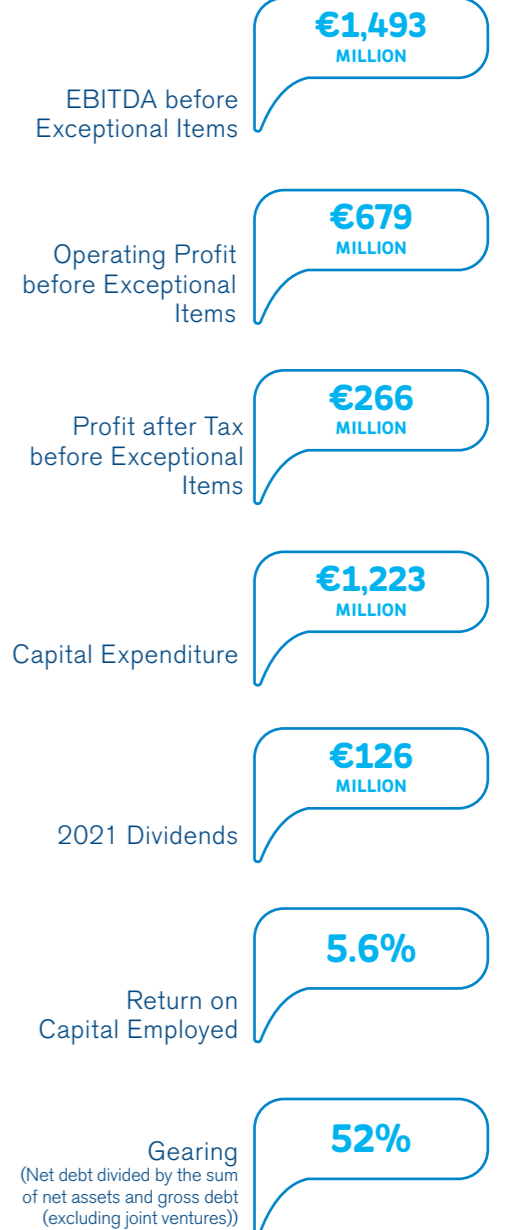 €1,493
MILLION
EBITDA before
Exceptional Items
€679
MILLION
Operating Profit
before Exceptional
Items
€266
MILLION
Profit after Tax
before Exceptional
Items
€1,223
MILLION
Capital Expenditure
€126
MILLION
2021 Dividends
5.6%
Return on
Capital Employed
52%
Gearing
(Net debt divided by the sum
of net assets and gross debt
(excluding joint ventures))